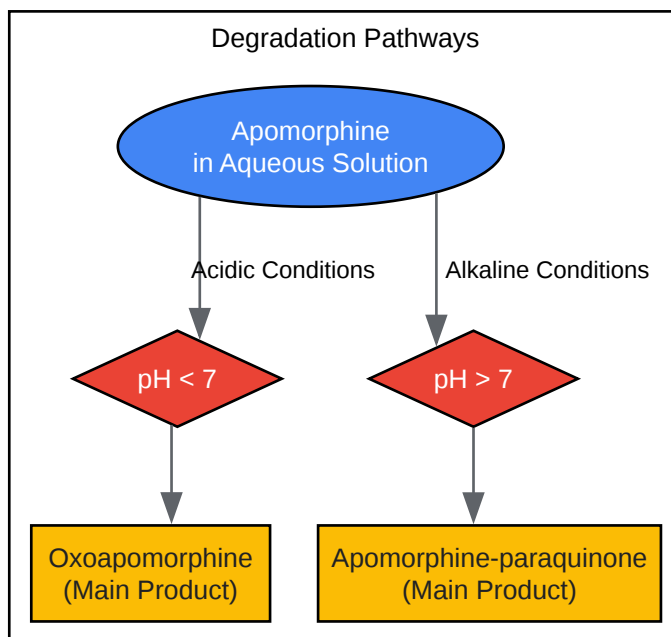 Degradation Pathways
Apomorphine
in Aqueous Solution
Acidic Conditions
Alkaline Conditions
pH < 7
pH > 7
Oxoapomorphine
(Main Product)
Apomorphine-paraquinone
(Main Product)